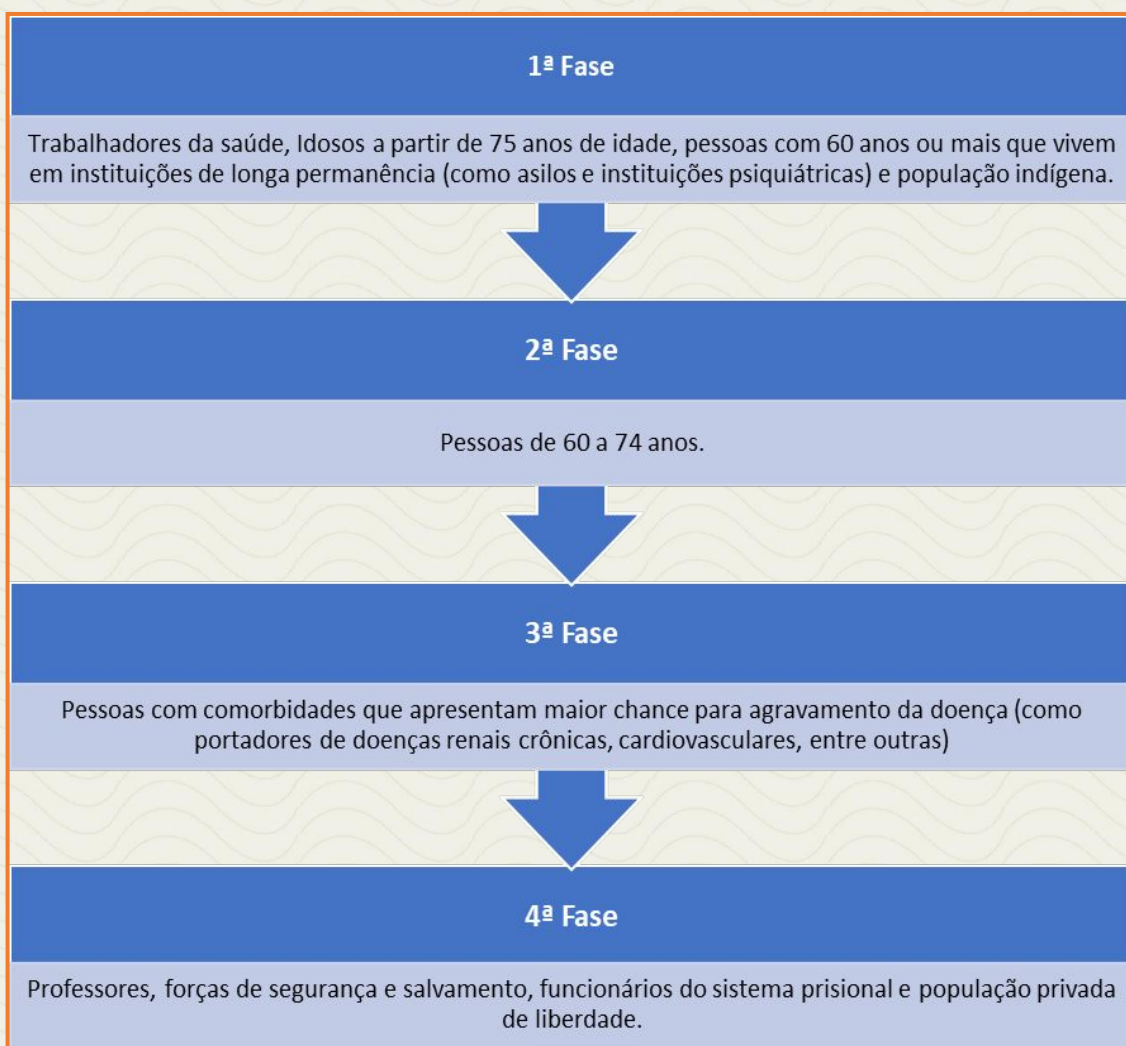 1ª Fase
Trabalhadores da saúde, Idosos a partir de 75 anos de idade, pessoas com 60 anos ou mais que vivem
em instituições de longa permanência (como asilos e instituições psiquiátricas) e população indígena.
2ª Fase
Pessoas de 60 a 74 anos.
3ª Fase
Pessoas com comorbidades que apresentam maior chance para agravamento da doença (como
portadores de doenças renais crônicas, cardiovasculares, entre outras)
4ª Fase
Professores, forças de segurança e salvamento, funcionários do sistema prisional e população privada
de liberdade.